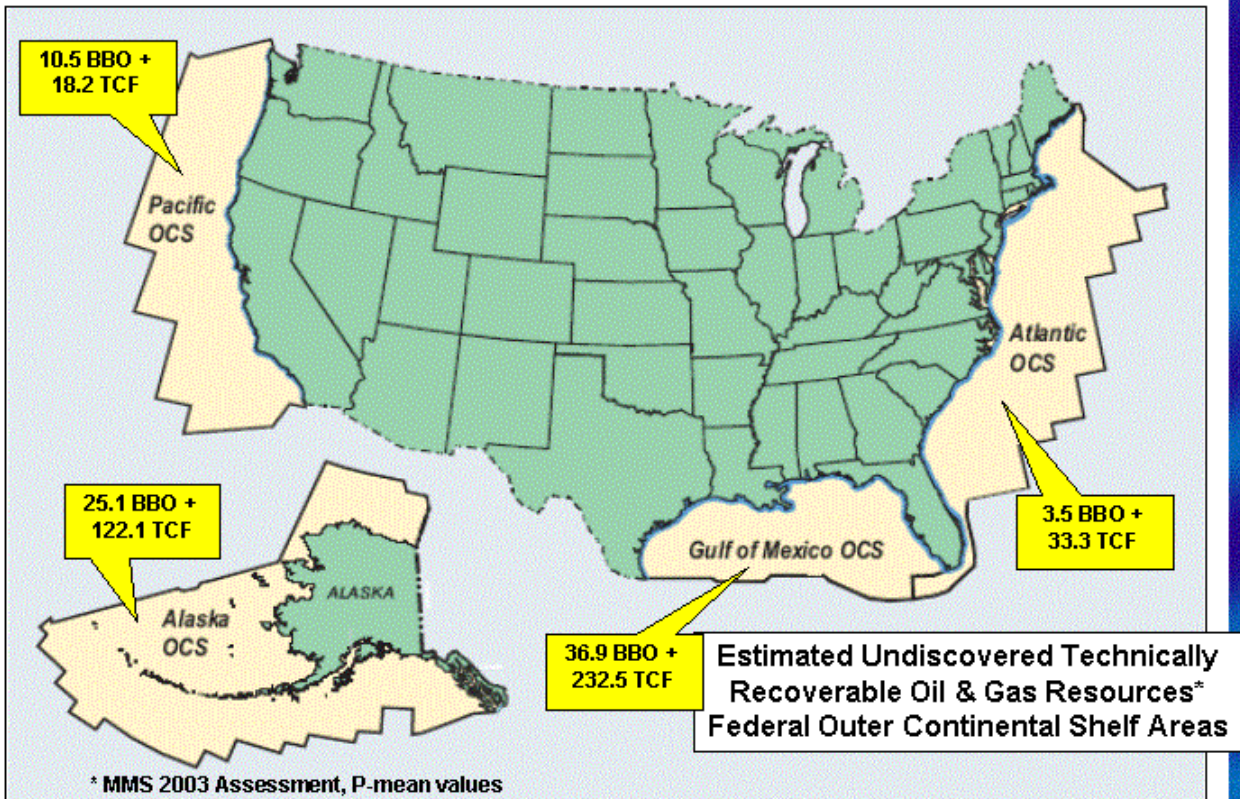 10.5 BBO +
18.2 TCF
Pacific
OCS
Atlantic
OCS
25.1 BBO +
122.1 TCF
3.5 BBO +
33.3 TCF
Gulf of Mexico OCS
ALASKA
Alaska
OCS
36.9 BBO +
232.5 TCF
Estimated Undiscovered Technically
Recoverable Oil & Gas Resources*
Federal Outer Continental Shelf Areas
* MMS 2003 Assessment, P-mean values